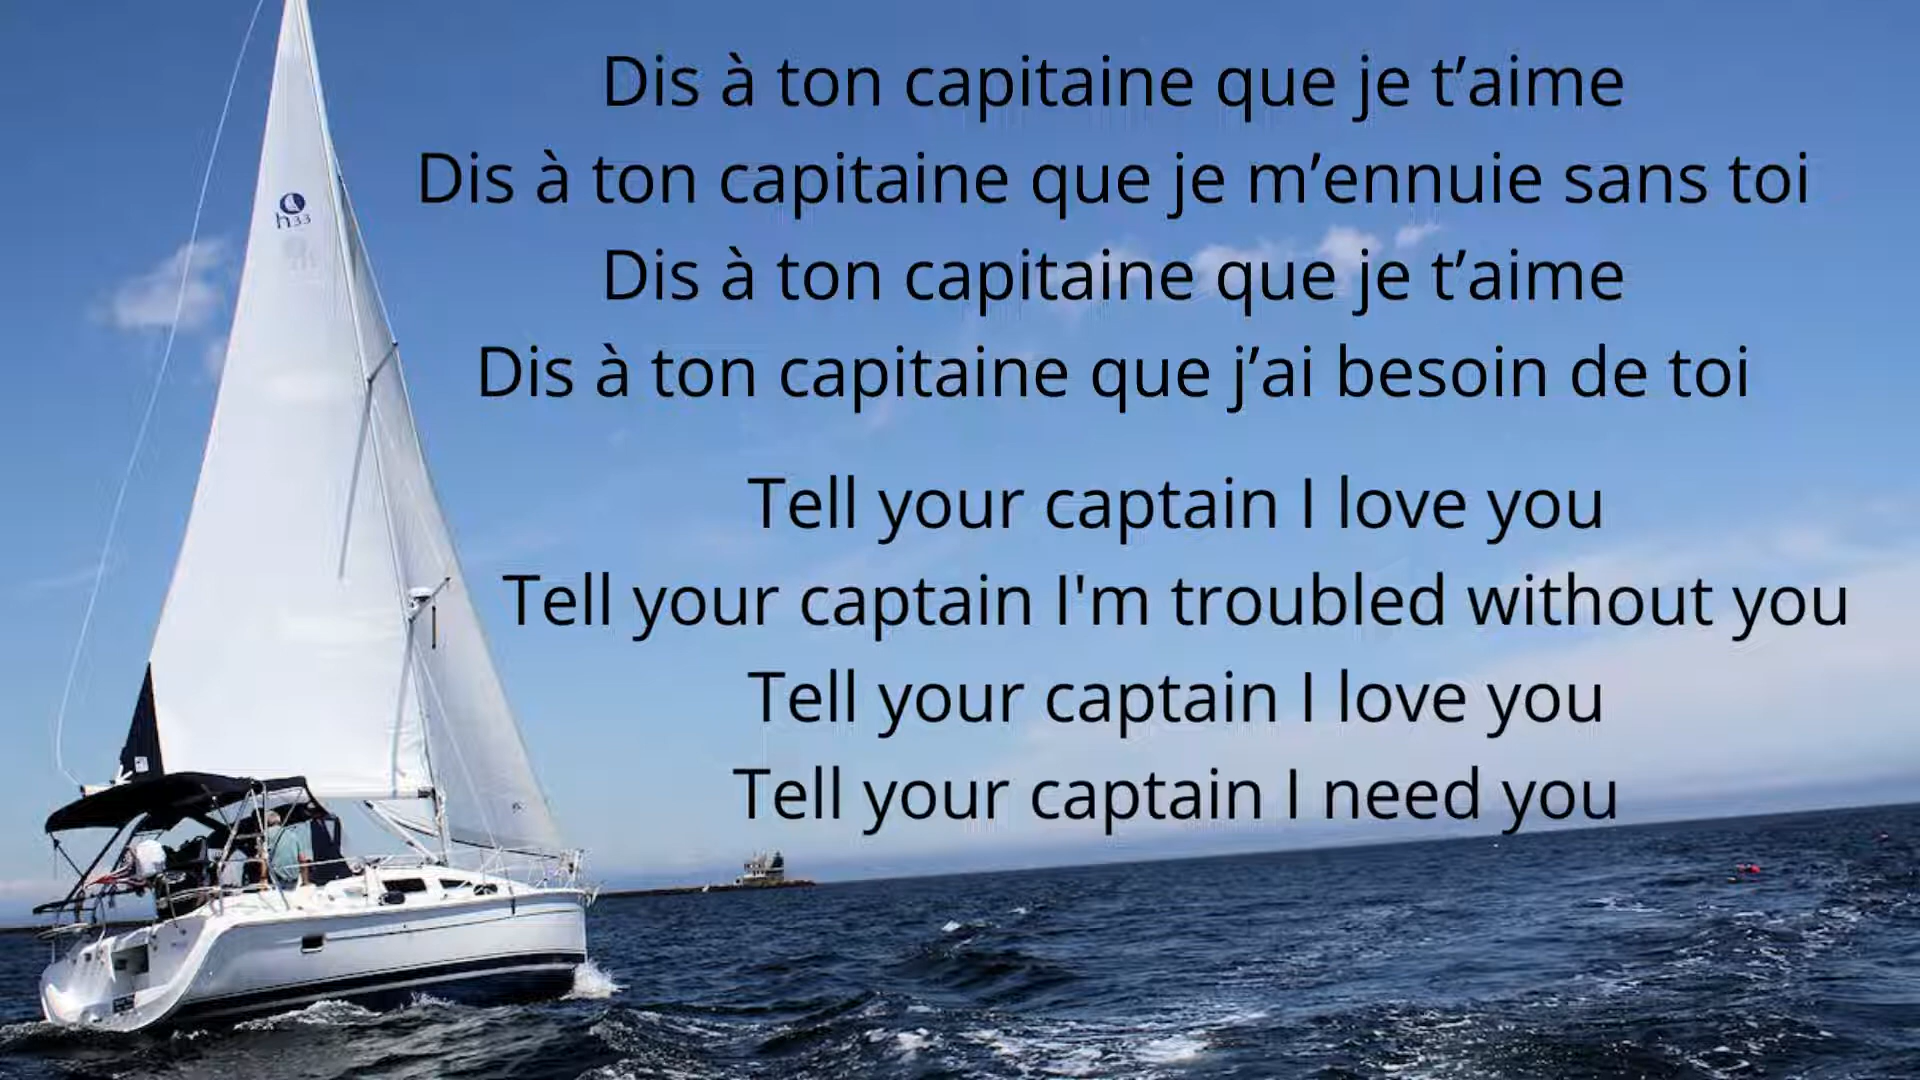 h33
Dis à ton capitaine que je t’aime
Dis à ton capitaine que je m’ennuie sans toi
Dis à ton capitaine que je t’aime
Dis à ton capitaine que j’ai besoin de toi
Tell your captain I love you
Tell your captain I'm troubled without you
Tell your captain I love you
Tell your captain I need you